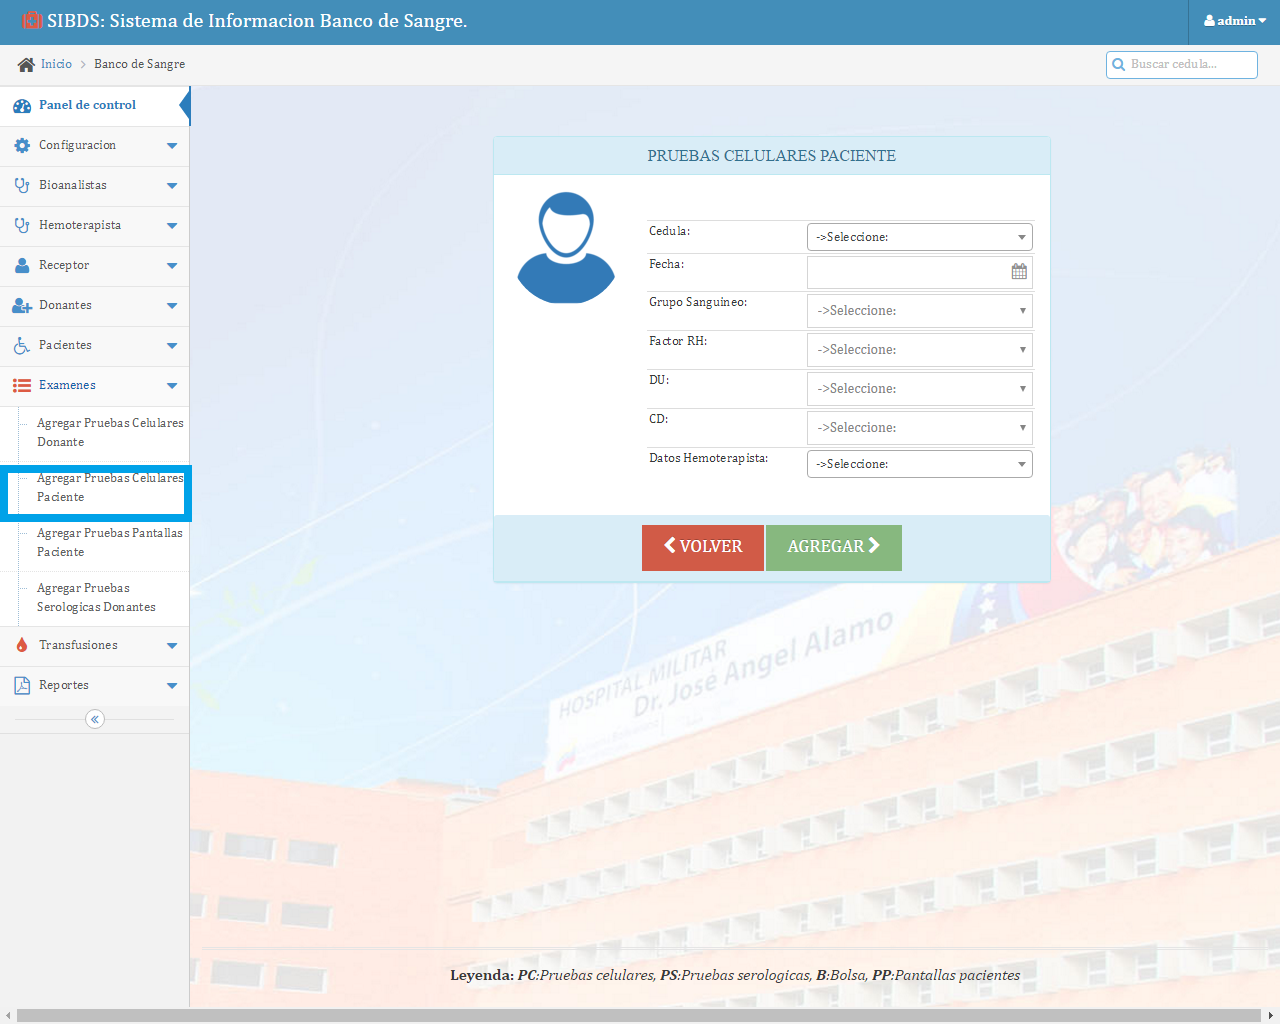 SIBDS: Sistema de Informacion Banco de Sangre.
admin
Inicio > Banco de Sangre
Buscar cedula...
Panel de control
Configuracion
Bioanalistas
Hemoterapista
Receptor
Donantes
Pacientes
Examenes
Agregar Pruebas Celulares
Donante
Agregar Pruebas Celulares
Paciente
Agregar Pruebas Pantallas
Paciente
Agregar Pruebas
Serologicas Donantes
Transfusiones
Reportes
PRUEBAS CELULARES PACIENTE
Cedula: ->Seleccione:
Fecha:
Grupo Sanguineo: ->Seleccione:
Factor RH: ->Seleccione:
DU: ->Seleccione:
CD: ->Seleccione:
Datos Hemoterapista: ->Seleccione:
VOLVER AGREGAR
HOSPITAL MILITAR
Dr. José Angel Alamo
Leyenda: PC:Pruebas celulares, PS:Pruebas serologicas, B:Bolsa, PP:Pantallas pacientes